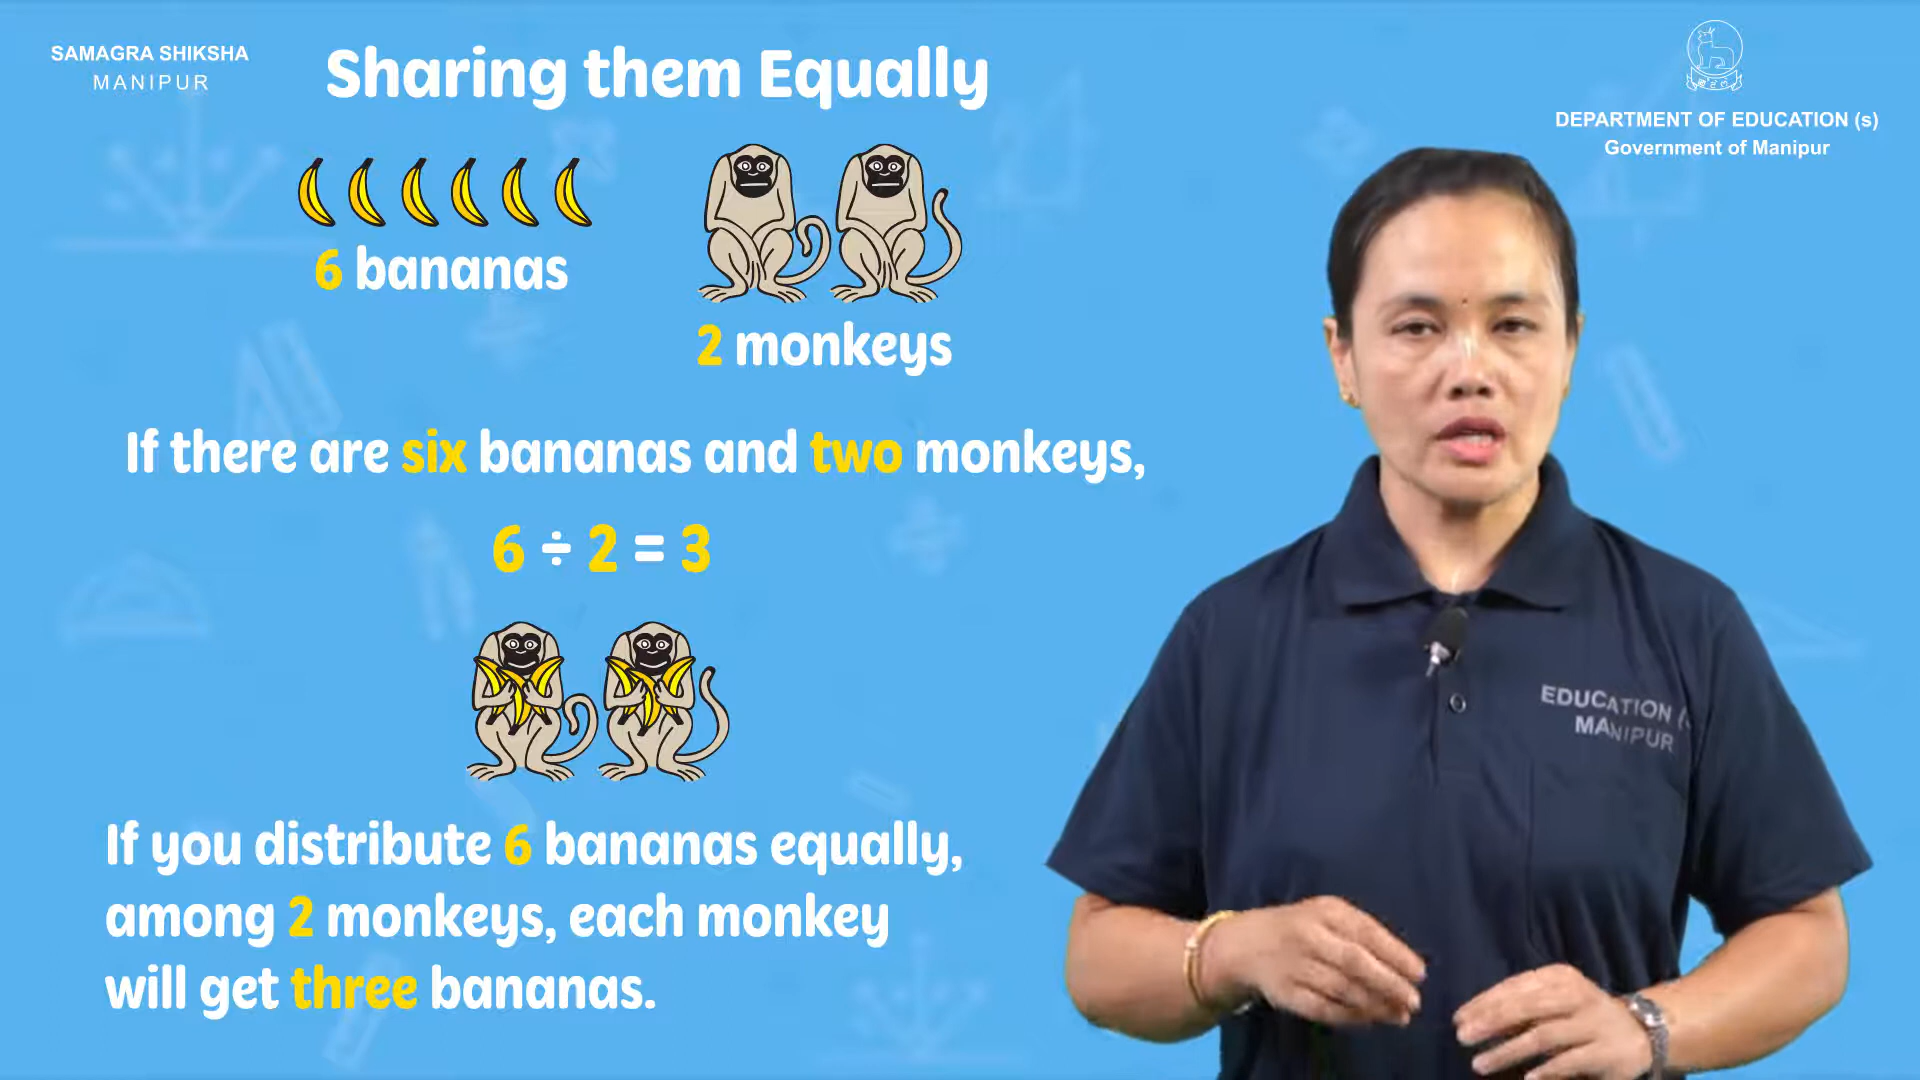 SAMAGRA SHIKSHA
MANIPUR
Sharing them Equally
DEPARTMENT OF EDUCATION (s)
Government of Manipur
6 bananas
2 monkeys
If there are six bananas and two monkeys,
6 ÷ 2 = 3
EDUCATION (
MANIPUR
If you distribute 6 bananas equally,
among 2 monkeys, each monkey
will get three bananas.